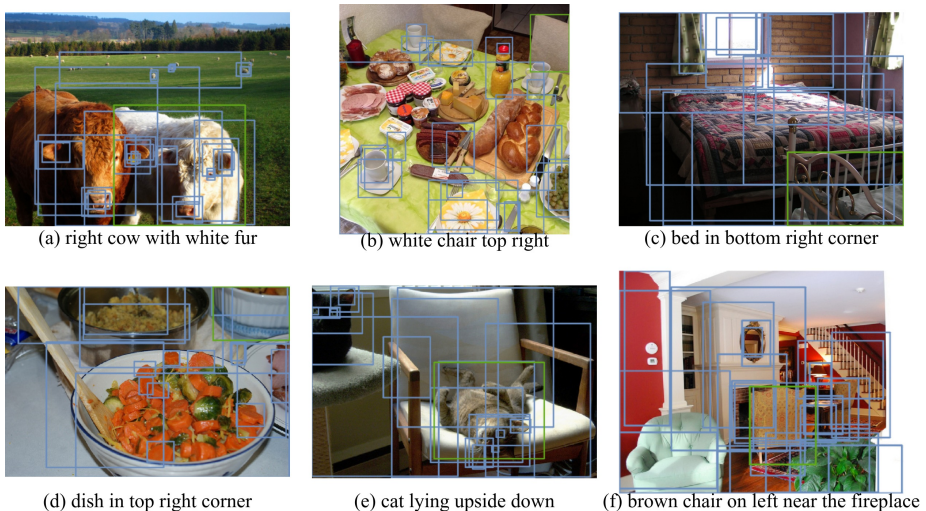 (a) right cow with white fur
(b) white chair top right
(c) bed in bottom right corner
(d) dish in top right corner
(e) cat lying upside down
(f) brown chair on left near the fireplace